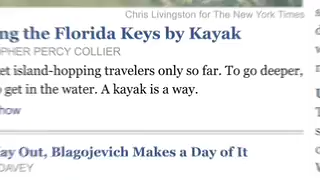 Chris Livingston for The New York Times
ng the Florida Keys by Kayak
PHER PERCY COLLIER
et island-hopping travelers only so far. To go deeper,
get in the water. A kayak is a way.
how
ay Out, Blagojevich Makes a Day of It
DAVEY